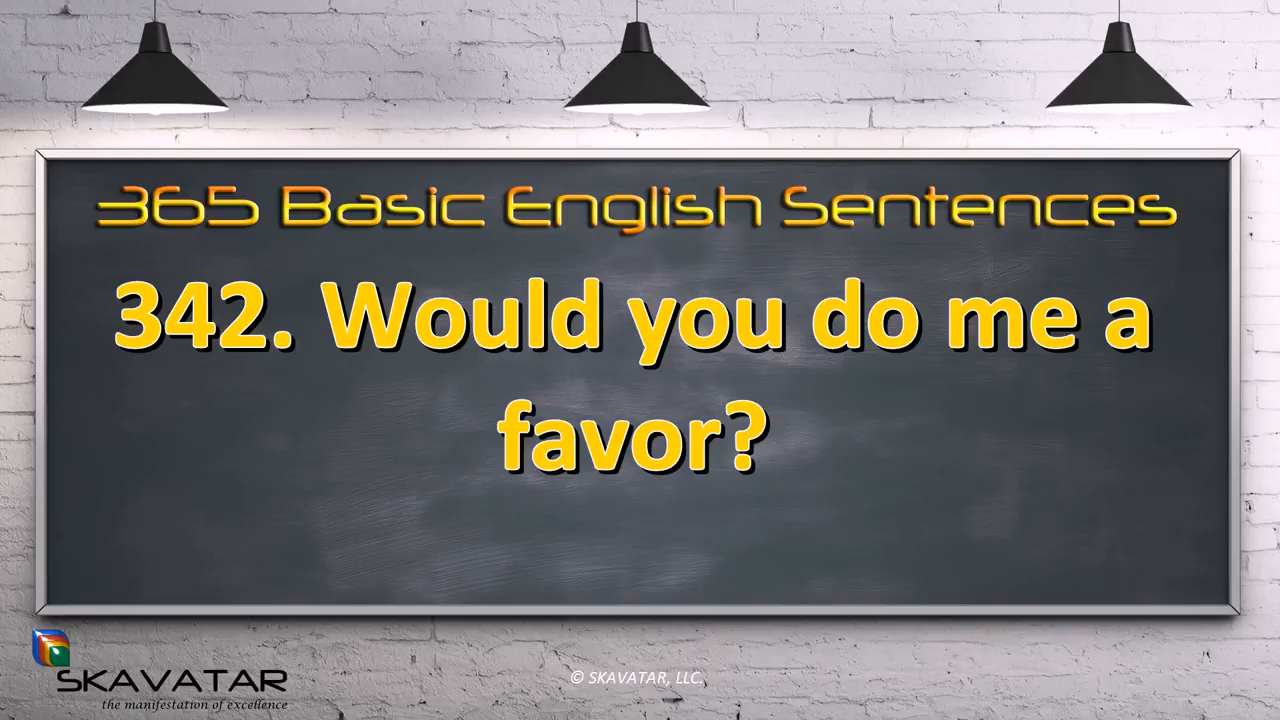 365 Basic English Sentences
342. Would you do me a
favor?
SKAVATAR
the manifestation of excellence
© SKAVATAR, LLC.